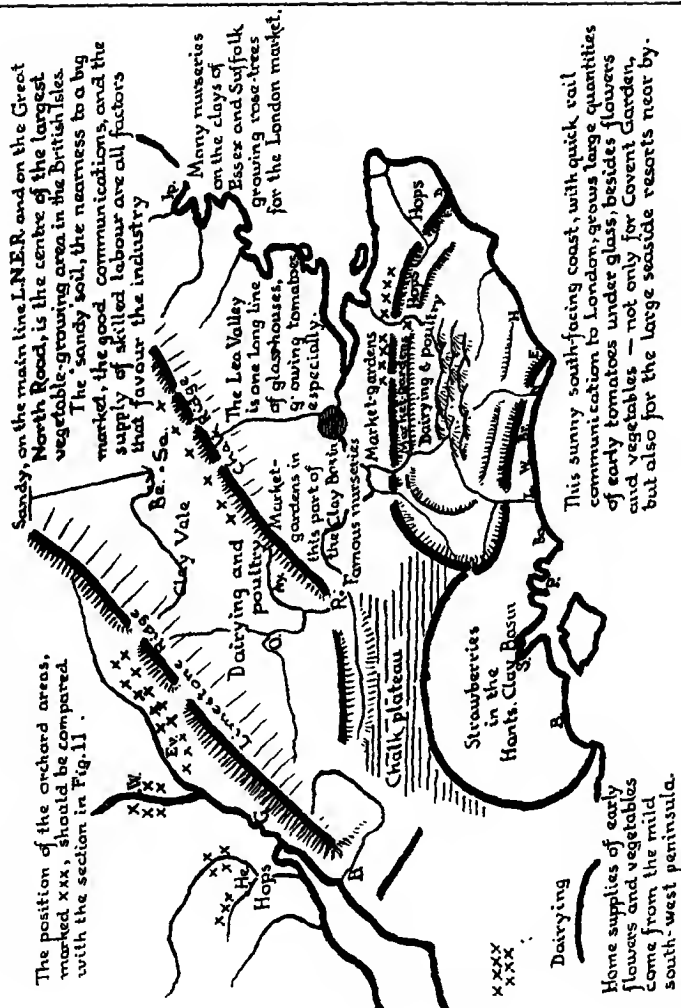 The position of the orchard areas,
marked xxx, should be compared
with the section in Fig. 11.
Sandy, on the main line L.N.E.R. and on the Great
North Road, is the centre of the largest
vegetable-growing area in the British Isles.
The sandy soil, the nearness to a big
market, the good communications, and the
supply of skilled labour are all factors
that favour the industry
Many nurseries
on the clays of
Essex and Suffolk
growing rose-trees
for the London market.
Ip.
W.
Ev.
He
Hops
G.
B
Limestone Ridge
Clay Vale
Be. Sa.
Dairying and
poultry
Ay.
O.
Chalk Ridge
The Lea Valley
is one long line
of glasshouses,
growing tomatoes
especially.
Market-
gardens in
this part of
the Clay Basin
R.
Famous nurseries
Chalk plateau
Market-gardens
Dairying & poultry
Hops
Hops
D.
H.
E.
Br.
W.
Strawberries
in the
Hants. Clay Basin
S.
P.
B.
Dairying
Home supplies of early
flowers and vegetables
come from the mild
south-west peninsula.
This sunny south-facing coast, with quick rail
communication to London, grows large quantities
of early tomatoes under glass, besides flowers
and vegetables — not only for Covent Garden,
but also for the large seaside resorts near by.